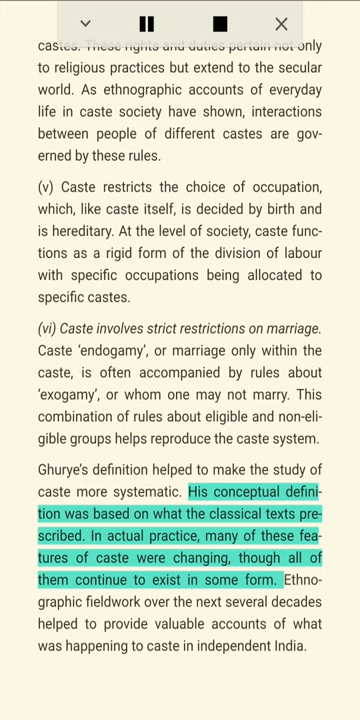 castes. These rights and duties pertain not only
to religious practices but extend to the secular
world. As ethnographic accounts of everyday
life in caste society have shown, interactions
between people of different castes are gov-
erned by these rules.
(v) Caste restricts the choice of occupation,
which, like caste itself, is decided by birth and
is hereditary. At the level of society, caste func-
tions as a rigid form of the division of labour
with specific occupations being allocated to
specific castes.
(vi) Caste involves strict restrictions on marriage.
Caste ‘endogamy’, or marriage only within the
caste, is often accompanied by rules about
‘exogamy’, or whom one may not marry. This
combination of rules about eligible and non-eli-
gible groups helps reproduce the caste system.
Ghurye’s definition helped to make the study of
caste more systematic. His conceptual defini-
tion was based on what the classical texts pre-
scribed. In actual practice, many of these fea-
tures of caste were changing, though all of
them continue to exist in some form. Ethno-
graphic fieldwork over the next several decades
helped to provide valuable accounts of what
was happening to caste in independent India.